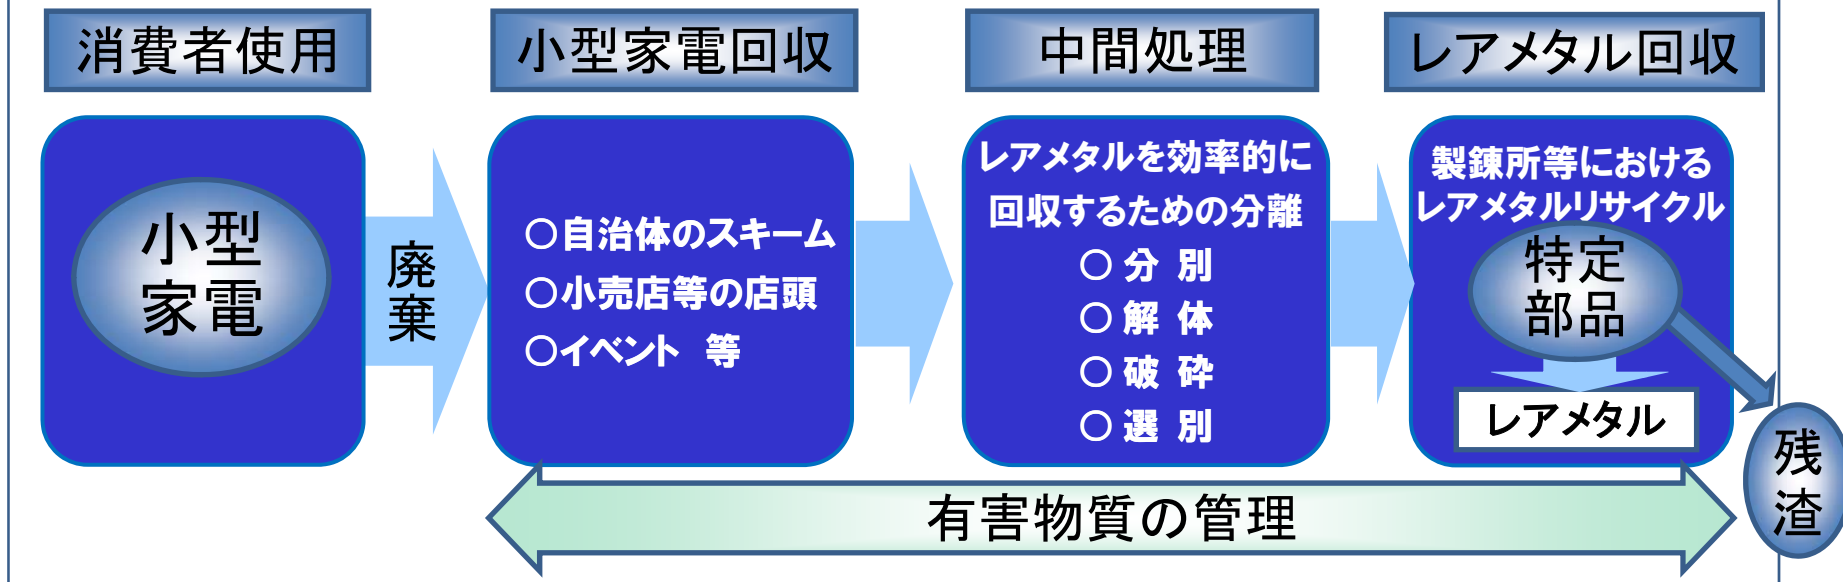 消費者使用
小型家電回収
中間処理
レアメタル回収
小型
家電
廃
棄
○自治体のスキーム
○小売店等の店頭
○イベント 等
レアメタルを効率的に
回収するための分離
○ 分 別
○ 解 体
○ 破 砕
○ 選 別
製錬所等における
レアメタルリサイクル
特定
部品
レアメタル
残
渣
有害物質の管理